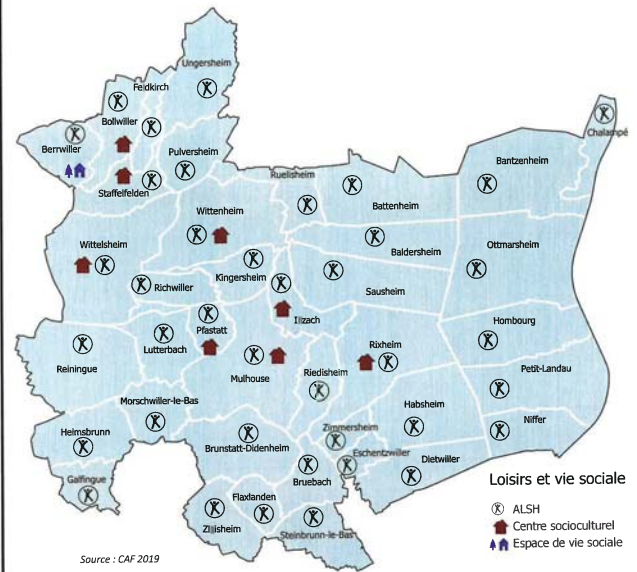 Ungersheim
Feldkirch
Bollwiller
Berrwiller
Pulversheim
Staffelfelden
Chalampé
Bantzenheim
Ruelisheim
Battenheim
Wittenheim
Baldersheim
Ottmarsheim
Wittelsheim
Kingersheim
Sausheim
Richwiller
Illzach
Pfastatt
Hombourg
Lutterbach
Rixheim
Reiningue
Mulhouse
Riedisheim
Petit-Landau
Morschwiller-le-Bas
Habsheim
Niffer
Heimsbrunn
Zimmersheim
Brunstatt-Didenheim
Eschentzwiller
Dietwiller
Bruebach
Galfingue
Flaxlanden
Zillisheim
Steinbrunn-le-Bas
Loisirs et vie sociale
ALSH
Centre socioculturel
Espace de vie sociale
Source : CAF 2019